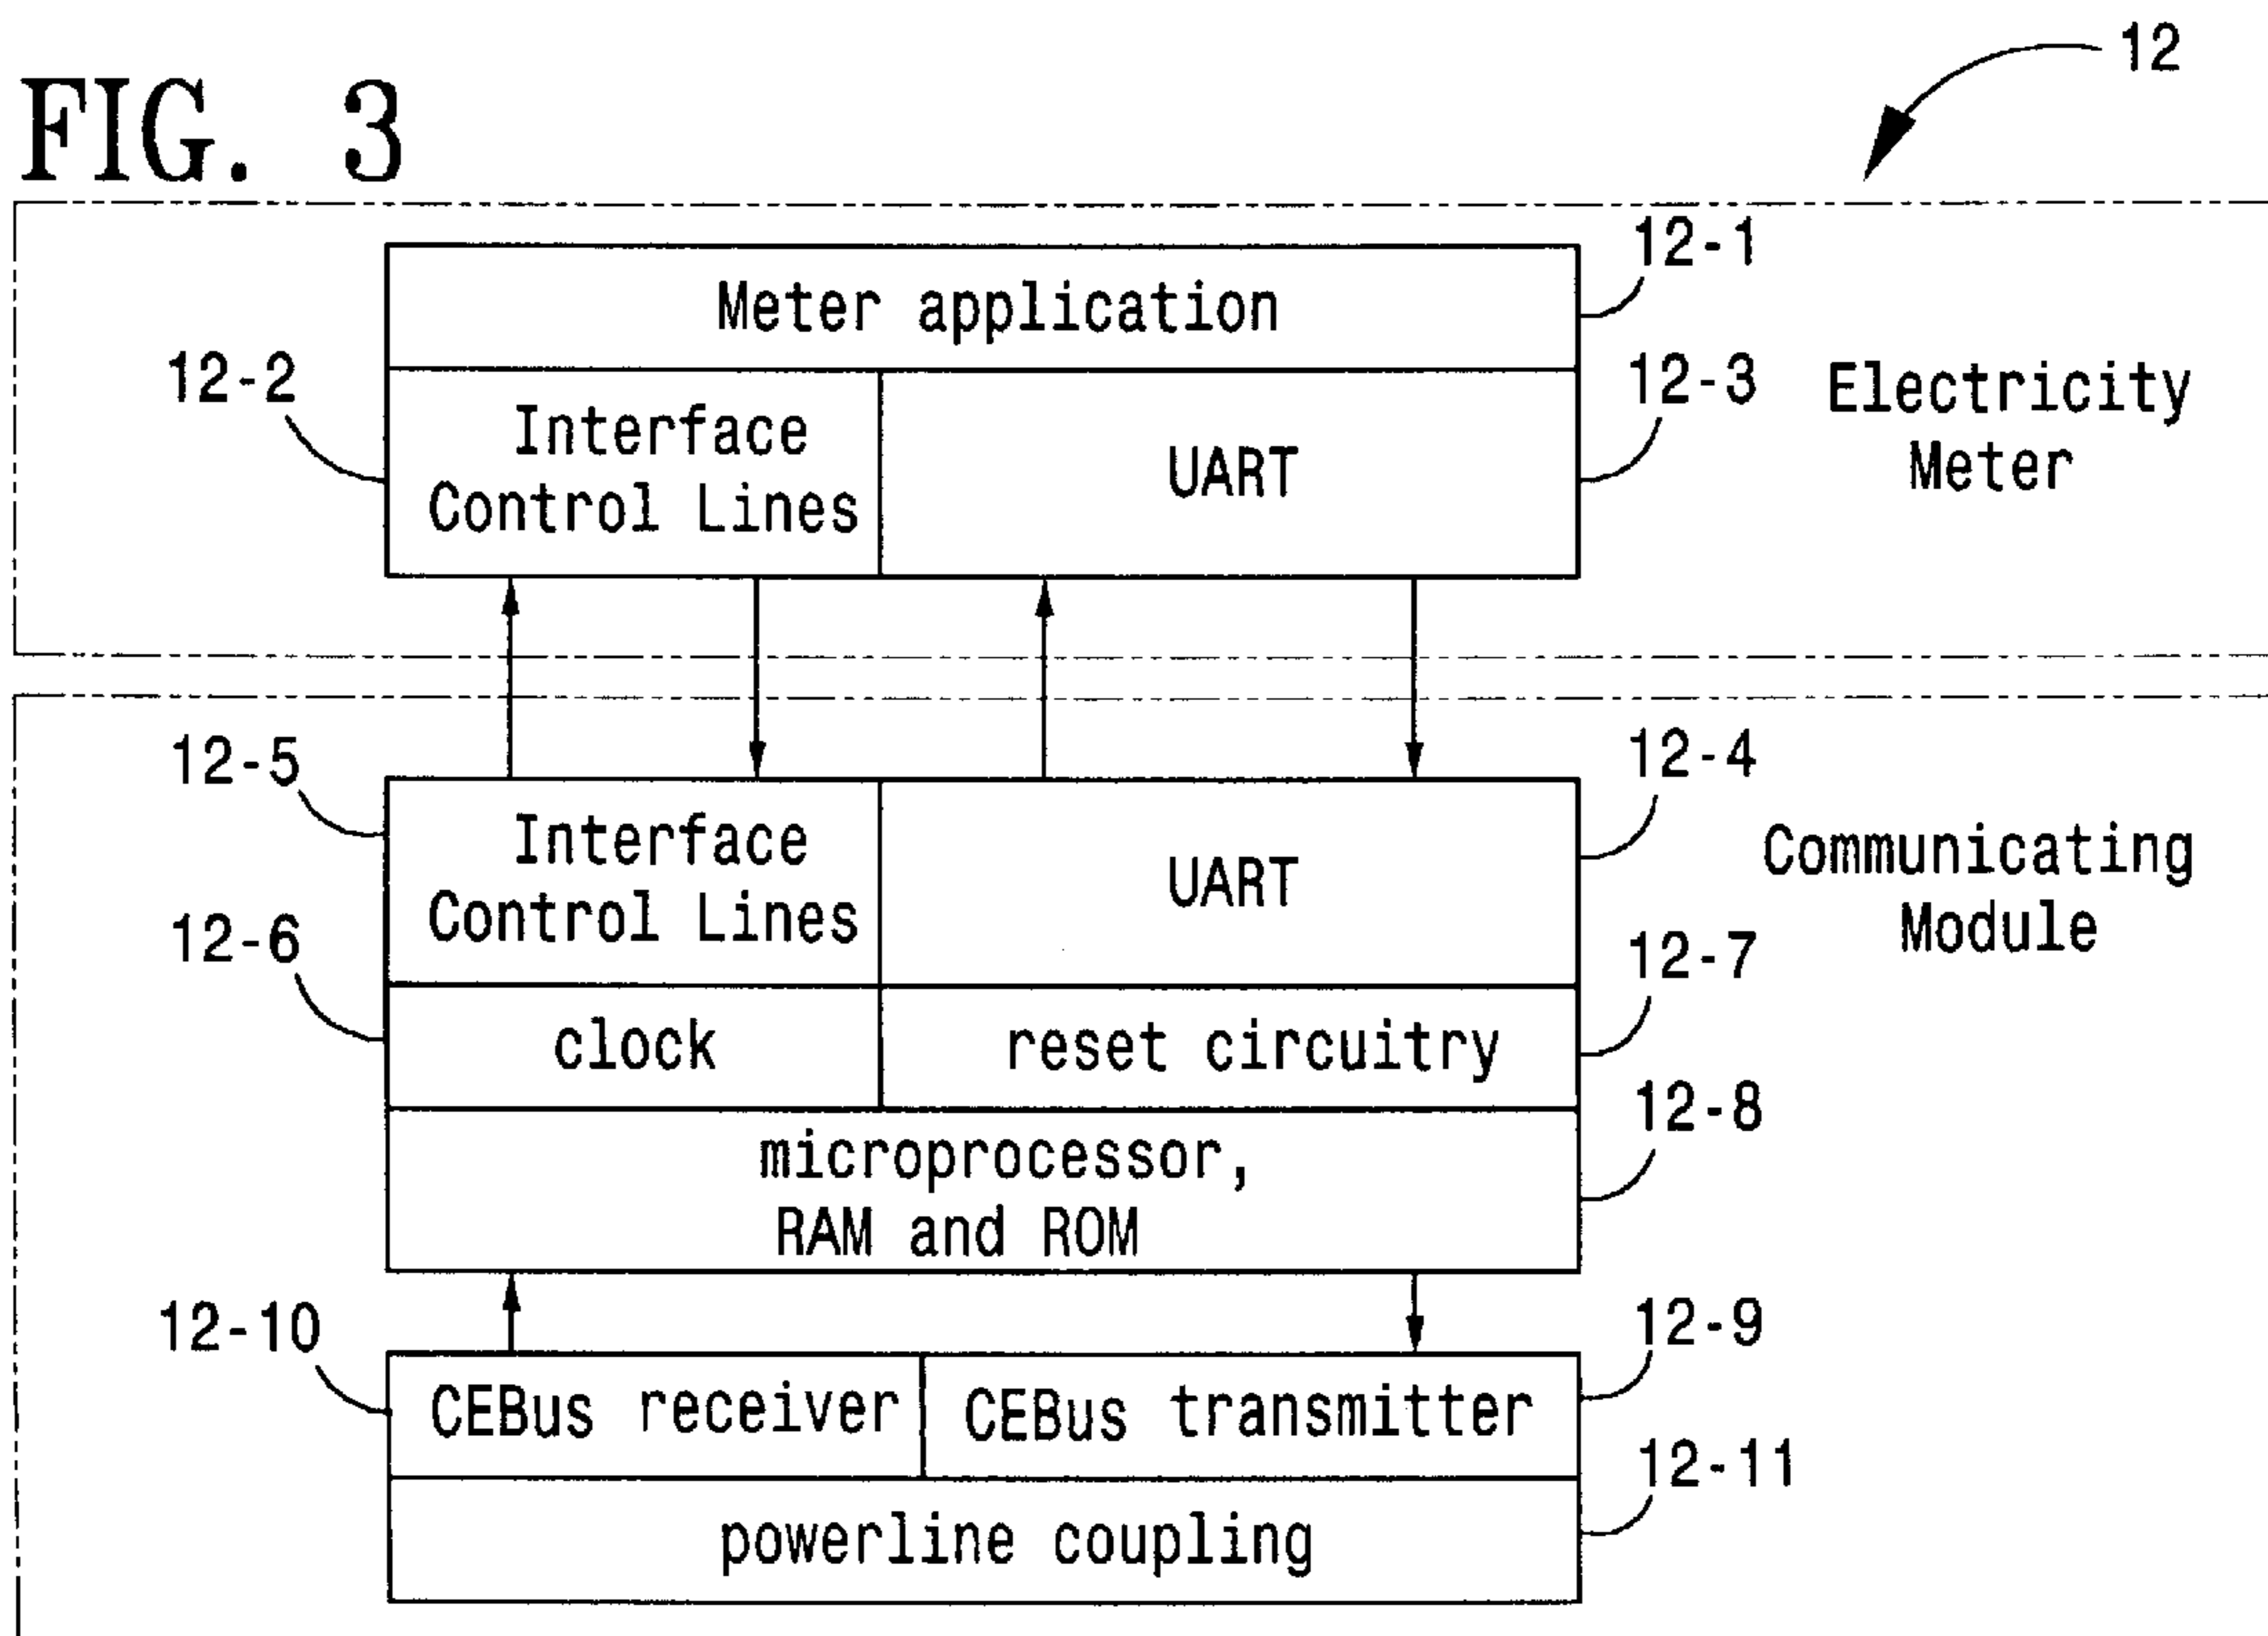 FIG. 3
12
12-1
Meter application
12-2
12-3
Interface
Control Lines
UART
Electricity
Meter
12-5
12-4
Interface
Control Lines
UART
Communicating
Module
12-6
12-7
clock
reset circuitry
12-8
microprocessor,
RAM and ROM
12-10
12-9
CEBus receiver
CEBus transmitter
12-11
powerline coupling